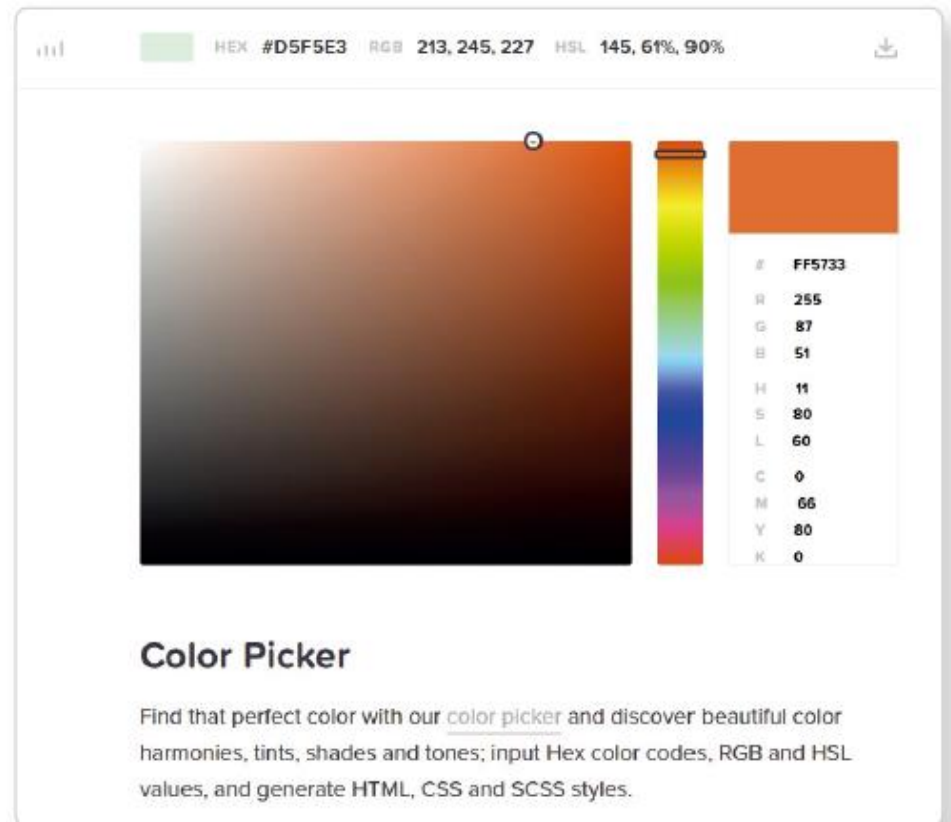 HEX #D5F5E3 RGB 213, 245, 227 HSL 145, 61%, 90%
# FF5733
R 255
G 87
B 51
H 11
S 80
L 60
C 0
M 66
Y 80
K 0
Color Picker
Find that perfect color with our color picker and discover beautiful color
harmonies, tints, shades and tones; input Hex color codes, RGB and HSL
values, and generate HTML, CSS and SCSS styles.